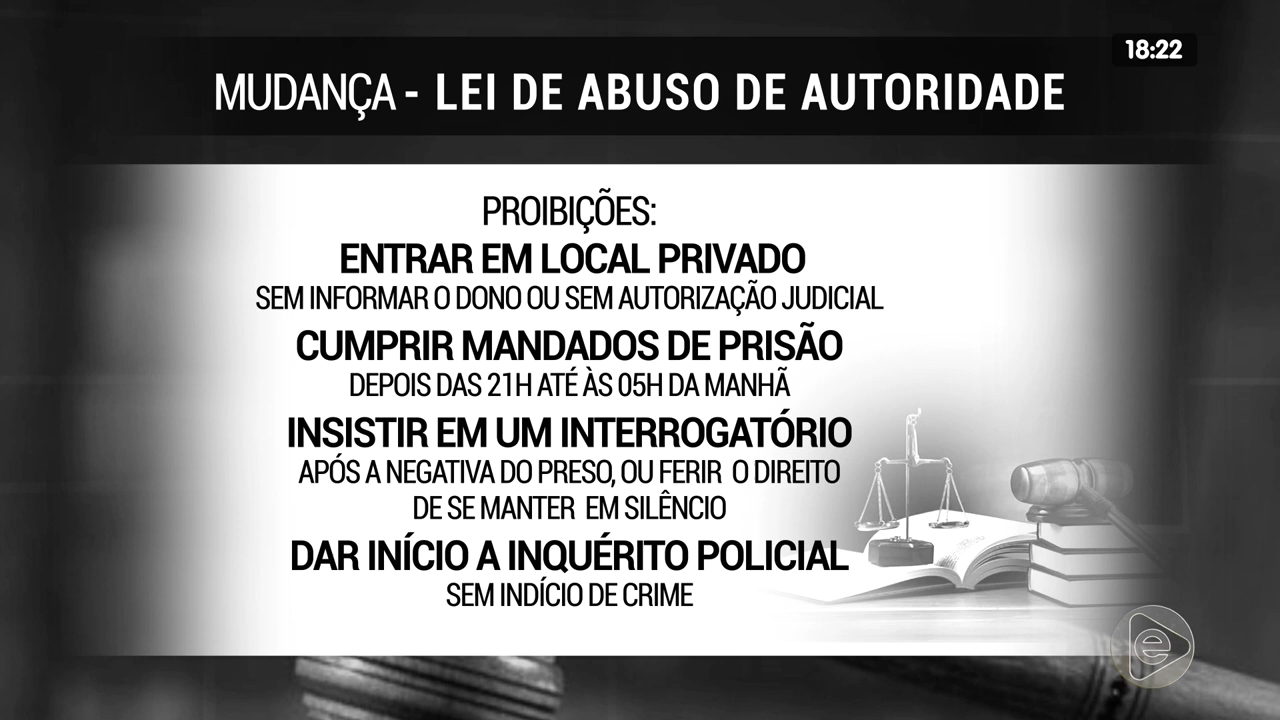 18:22
MUDANÇA - LEI DE ABUSO DE AUTORIDADE
PROIBIÇÕES:
ENTRAR EM LOCAL PRIVADO
SEM INFORMAR O DONO OU SEM AUTORIZAÇÃO JUDICIAL
CUMPRIR MANDADOS DE PRISÃO
DEPOIS DAS 21H ATÉ ÀS 05H DA MANHÃ
INSISTIR EM UM INTERROGATÓRIO
APÓS A NEGATIVA DO PRESO, OU FERIR O DIREITO
DE SE MANTER EM SILÊNCIO
DAR INÍCIO A INQUÉRITO POLICIAL
SEM INDÍCIO DE CRIME
e